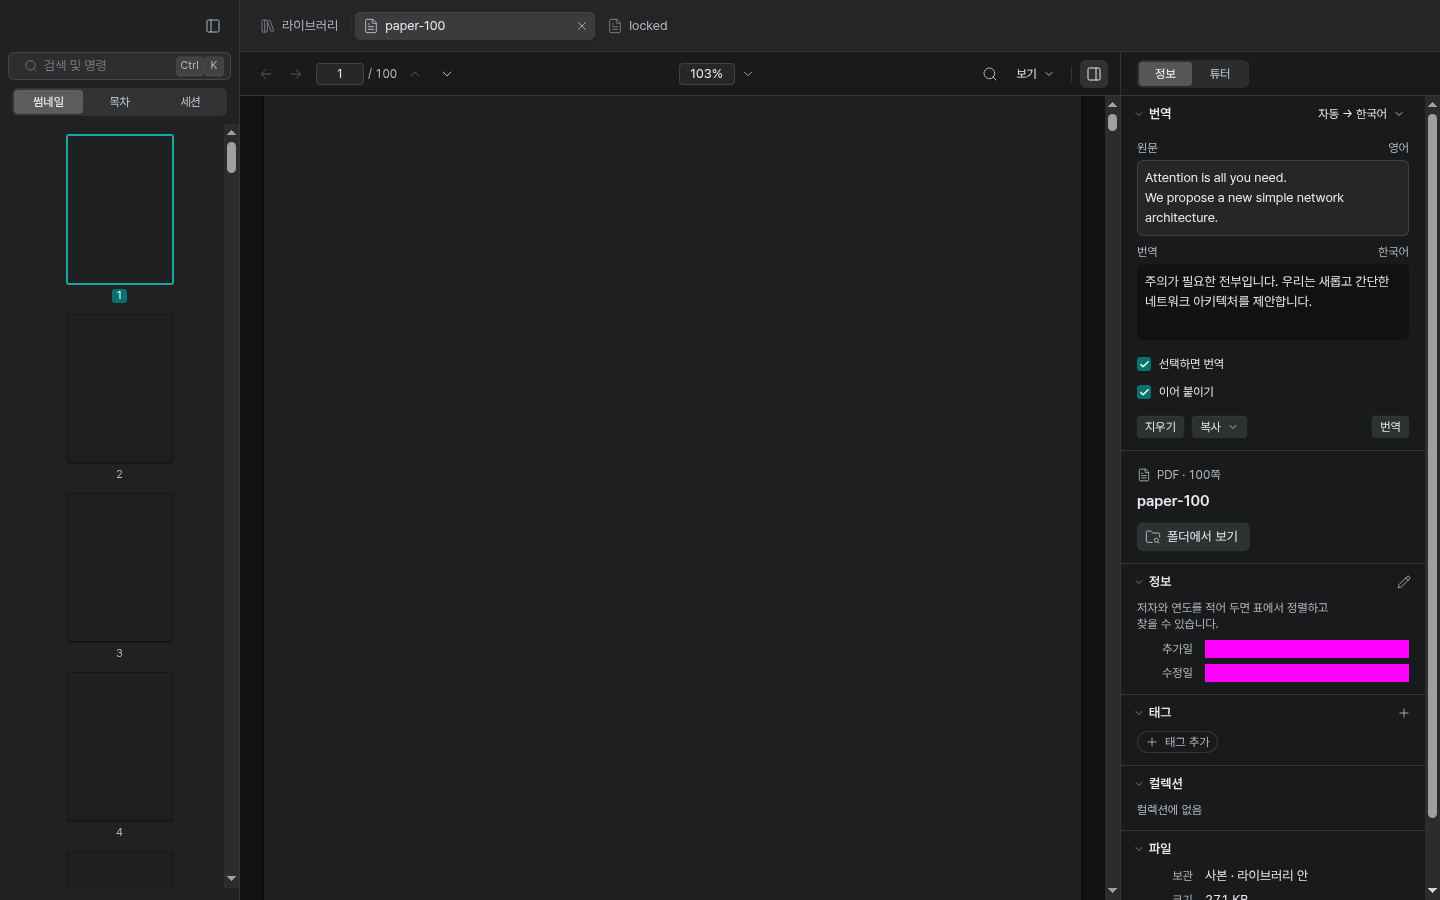 라이브러리
paper-100
locked
검색 및 명령 Ctrl K
1 / 100
103%
보기
정보 튜터
썸네일 목차 세션
1
2
3
4
번역 자동 → 한국어
원문 영어
Attention is all you need.
We propose a new simple network
architecture.
번역 한국어
주의가 필요한 전부입니다. 우리는 새롭고 간단한
네트워크 아키텍처를 제안합니다.
선택하면 번역
이어 붙이기
지우기 복사 번역
PDF · 100쪽
paper-100
폴더에서 보기
정보
저자와 연도를 적어 두면 표에서 정렬하고
찾을 수 있습니다.
추가일
수정일
태그
태그 추가
컬렉션
컬렉션에 없음
파일
보관 사본 · 라이브러리 안
크기 271 KB